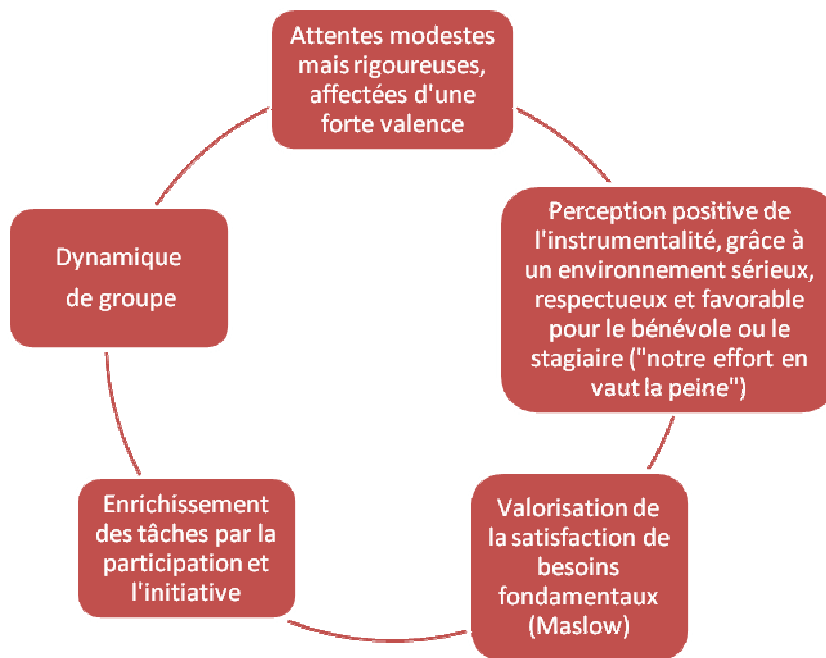 Attentes modestes
mais rigoureuses,
affectées d'une
forte valence
Perception positive de
l'instrumentalité, grâce à
un environnement sérieux,
respectueux et favorable
pour le bénévole ou le
stagiaire ("notre effort en
vaut la peine")
Valorisation de
la satisfaction de
besoins
fondamentaux
(Maslow)
Enrichissement
des tâches par la
participation et
l'initiative
Dynamique
de groupe